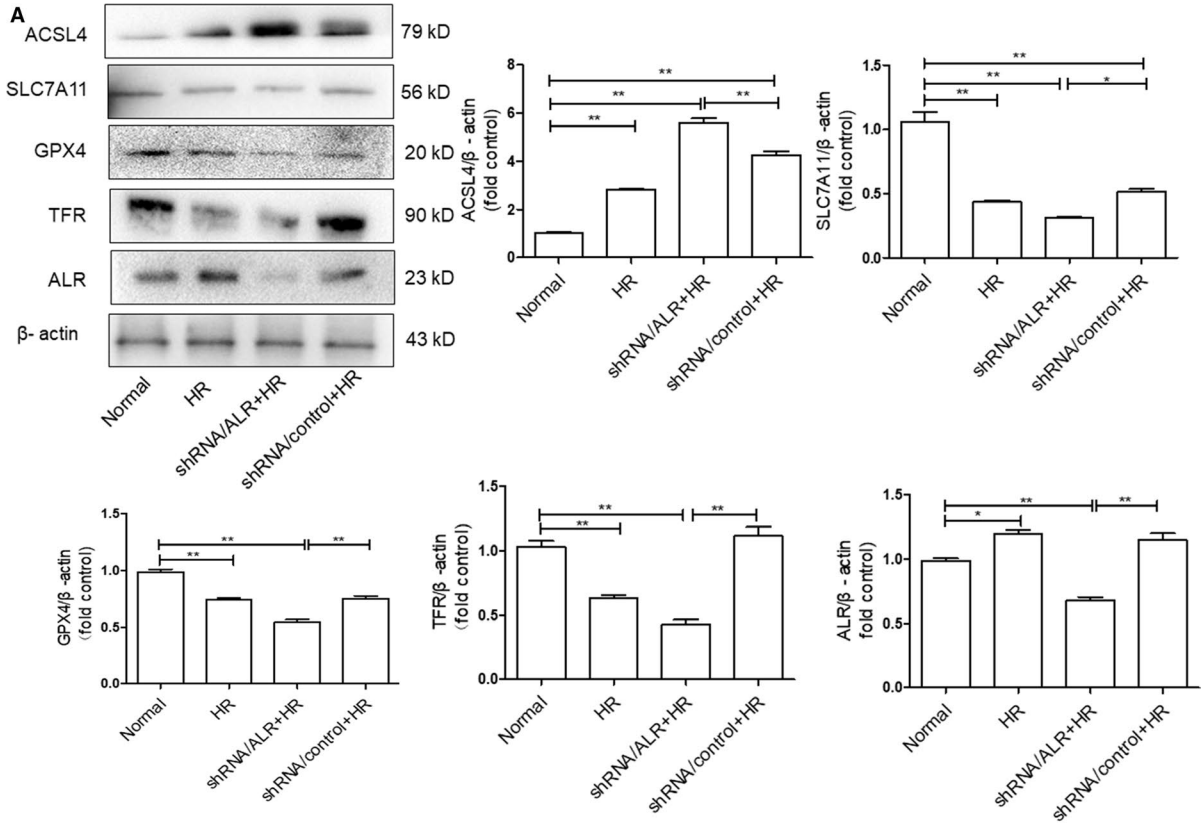 A
ACSL4 79 kD
SLC7A11 56 kD
GPX4 20 kD
TFR 90 kD
ALR 23 kD
β- actin 43 kD
Normal HR shRNA/ALR+HR shRNA/control+HR
ACSL4/β - actin
(fold control)
8
6
4
2
0
**
**
** **
Normal HR shRNA/ALR+HR shRNA/control+HR
SLC7A11/β -actin
(fold control)
1.5
1.0
0.5
0.0
**
** *
**
Normal HR shRNA/ALR+HR shRNA/control+HR
GPX4/β -actin
(fold control)
1.5
1.0
0.5
0.0
** **
**
Normal HR shRNA/ALR+HR shRNA/control+HR
TFR/β -actin
(fold control)
1.5
1.0
0.5
0.0
** **
**
Normal HR shRNA/ALR+HR shRNA/control+HR
ALR/β - actin
fold control)
1.5
1.0
0.5
0.0
** **
*
Normal HR shRNA/ALR+HR shRNA/control+HR